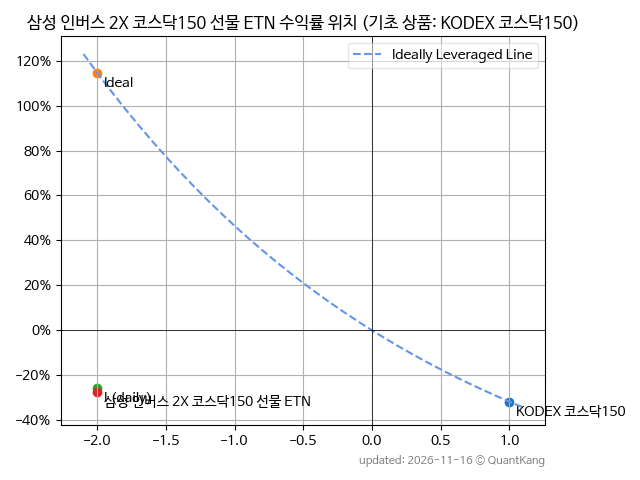 삼성 인버스 2X 코스닥150 선물 ETN 수익률 위치 (기초 상품: KODEX 코스닥150)
Ideally Leveraged Line
120%
100%
80%
60%
40%
20%
0%
−20%
−40%
Ideal
(daily)
삼성 인버스 2X 코스닥150 선물 ETN
KODEX 코스닥150
−2.0 −1.5 −1.0 −0.5 0.0 0.5 1.0
updated: 2026-11-16 © QuantKang